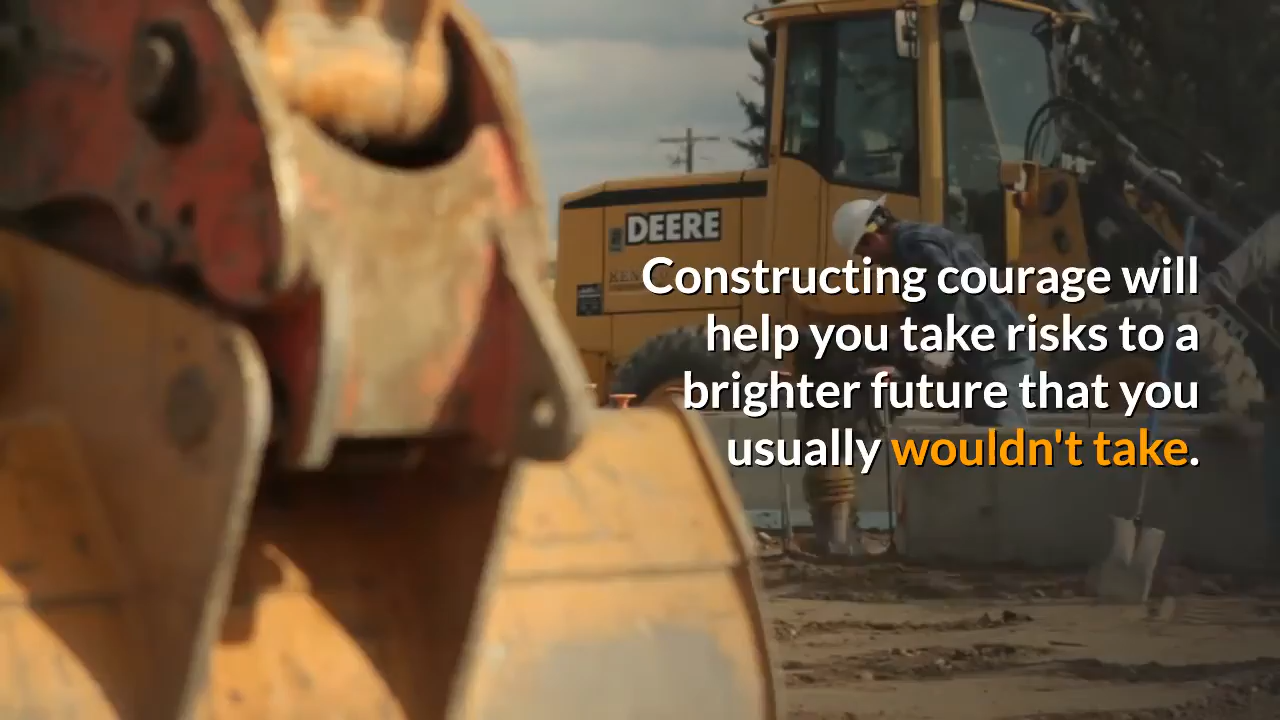 DEERE
Constructing courage will
help you take risks to a
brighter future that you
usually wouldn't take.